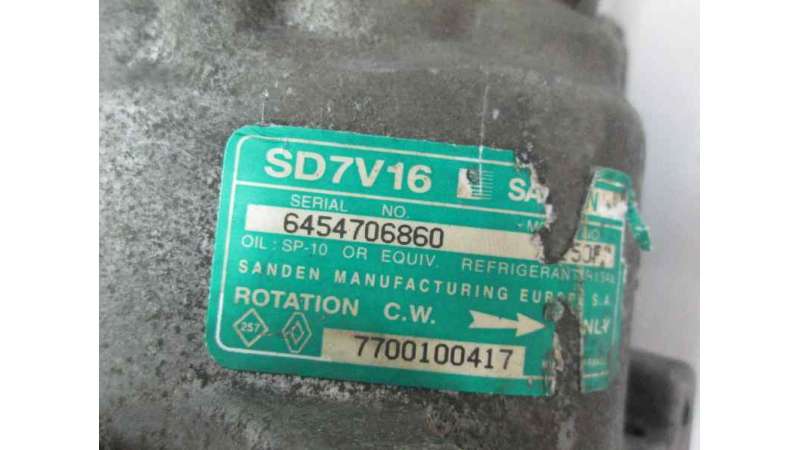 SD7V16
SERIAL NO.
6454706860
OIL : SP-10 OR EQUIV. REFRIGERANT
SANDEN MANUFACTURING EUROPE S.A.
ROTATION C.W.
257
7700100417